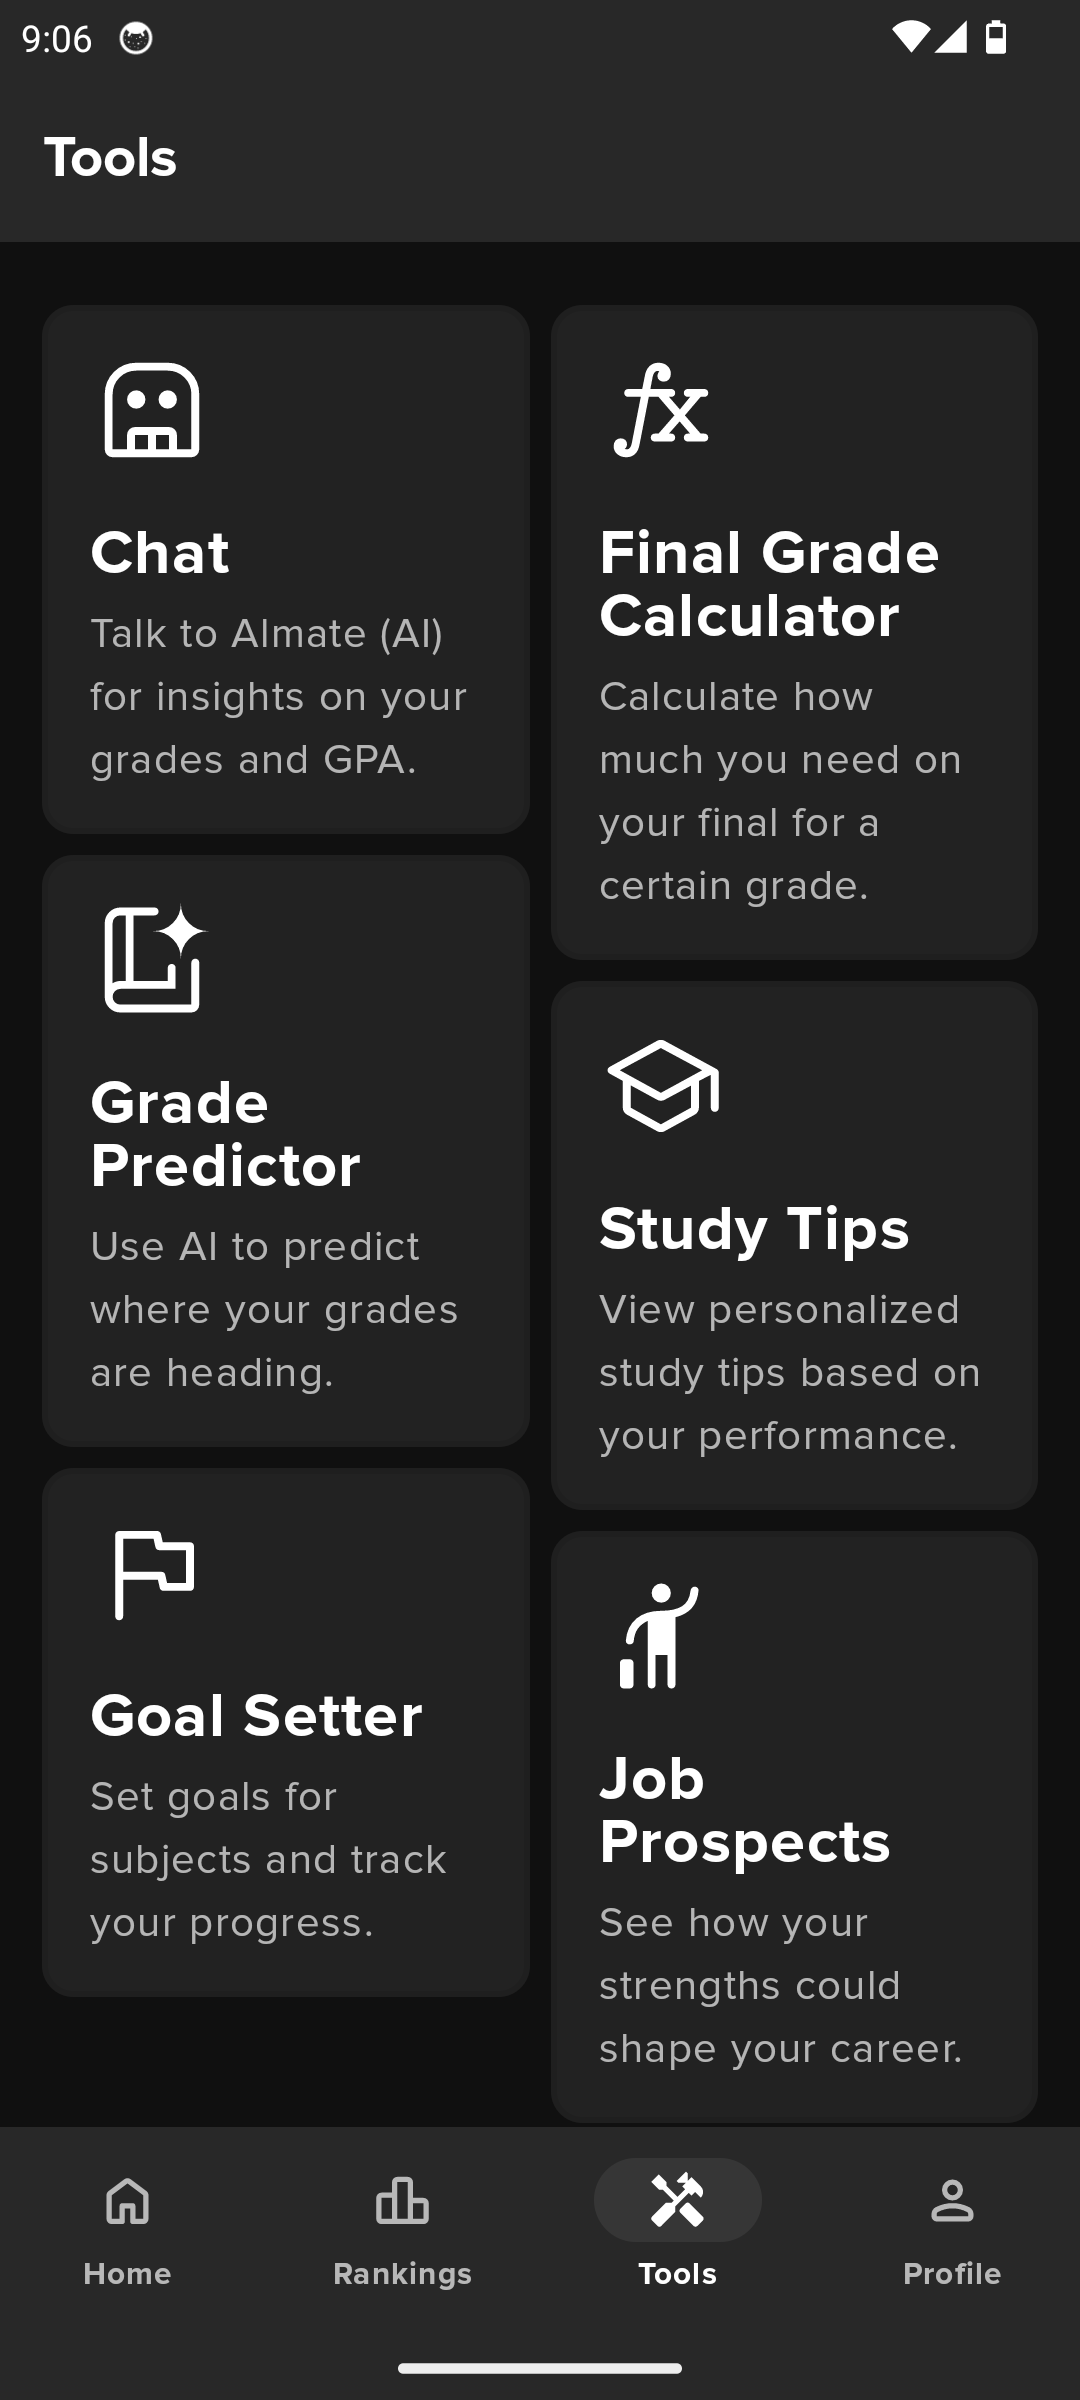 9:06
Tools
Chat
Talk to Almate (AI)
for insights on your
grades and GPA.
Final Grade
Calculator
Calculate how
much you need on
your final for a
certain grade.
Grade
Predictor
Use AI to predict
where your grades
are heading.
Study Tips
View personalized
study tips based on
your performance.
Goal Setter
Set goals for
subjects and track
your progress.
Job
Prospects
See how your
strengths could
shape your career.
Home
Rankings
Tools
Profile